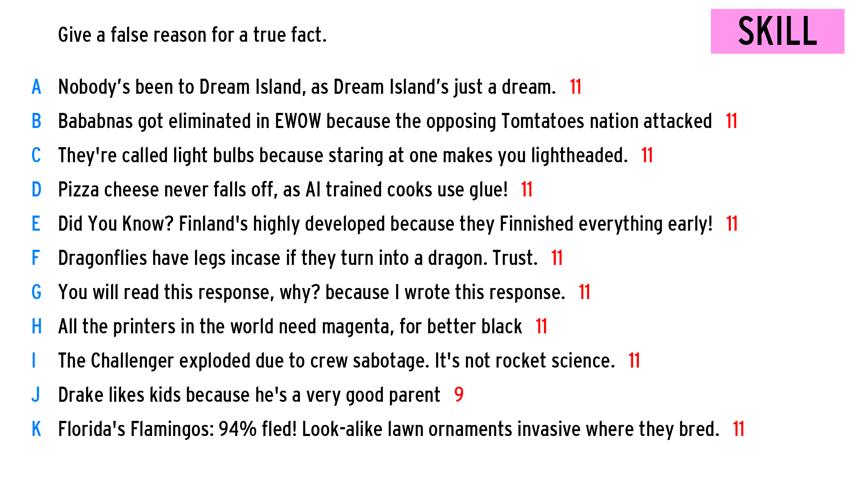 Give a false reason for a true fact.
SKILL
A Nobody's been to Dream Island, as Dream Island's just a dream. 11
B Bababnas got eliminated in EWOW because the opposing Tomtatoes nation attacked 11
C They're called light bulbs because staring at one makes you lightheaded. 11
D Pizza cheese never falls off, as AI trained cooks use glue! 11
E Did You Know? Finland's highly developed because they Finnished everything early! 11
F Dragonflies have legs incase if they turn into a dragon. Trust. 11
G You will read this response, why? because I wrote this response. 11
H All the printers in the world need magenta, for better black 11
I The Challenger exploded due to crew sabotage. It's not rocket science. 11
J Drake likes kids because he's a very good parent 9
K Florida's Flamingos: 94% fled! Look-alike lawn ornaments invasive where they bred. 11